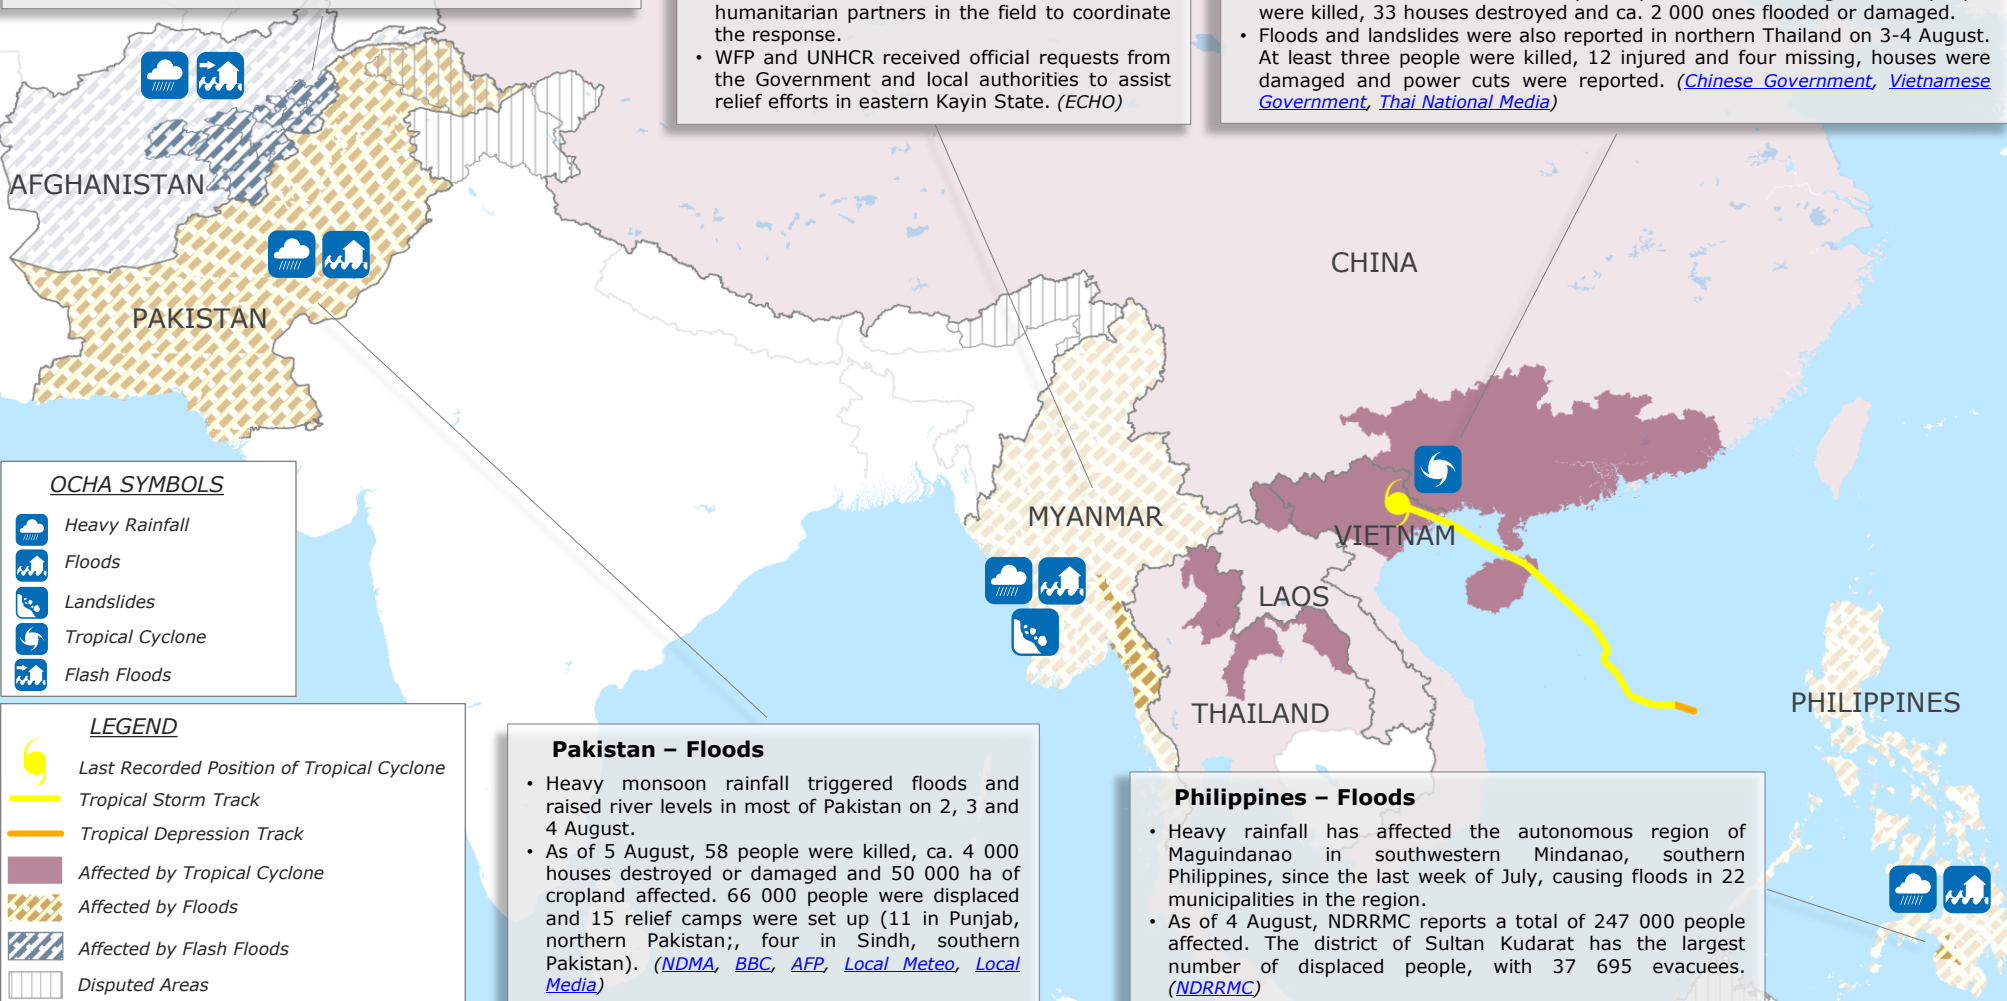 humanitarian partners in the field to coordinate
the response.
• WFP and UNHCR received official requests from
the Government and local authorities to assist
relief efforts in eastern Kayin State. (ECHO)
were killed, 33 houses destroyed and ca. 2 000 ones flooded or damaged.
• Floods and landslides were also reported in northern Thailand on 3-4 August.
At least three people were killed, 12 injured and four missing, houses were
damaged and power cuts were reported. (Chinese Government, Vietnamese
Government, Thai National Media)
AFGHANISTAN
CHINA
PAKISTAN
MYANMAR
VIETNAM
LAOS
THAILAND
PHILIPPINES
OCHA SYMBOLS
Heavy Rainfall
Floods
Landslides
Tropical Cyclone
Flash Floods
LEGEND
Last Recorded Position of Tropical Cyclone
Tropical Storm Track
Tropical Depression Track
Affected by Tropical Cyclone
Affected by Floods
Affected by Flash Floods
Disputed Areas
Pakistan – Floods
• Heavy monsoon rainfall triggered floods and
raised river levels in most of Pakistan on 2, 3 and
4 August.
• As of 5 August, 58 people were killed, ca. 4 000
houses destroyed or damaged and 50 000 ha of
cropland affected. 66 000 people were displaced
and 15 relief camps were set up (11 in Punjab,
northern Pakistan;, four in Sindh, southern
Pakistan). (NDMA, BBC, AFP, Local Meteo, Local
Media)
Philippines – Floods
• Heavy rainfall has affected the autonomous region of
Maguindanao in southwestern Mindanao, southern
Philippines, since the last week of July, causing floods in 22
municipalities in the region.
• As of 4 August, NDRRMC reports a total of 247 000 people
affected. The district of Sultan Kudarat has the largest
number of displaced people, with 37 695 evacuees.
(NDRRMC)